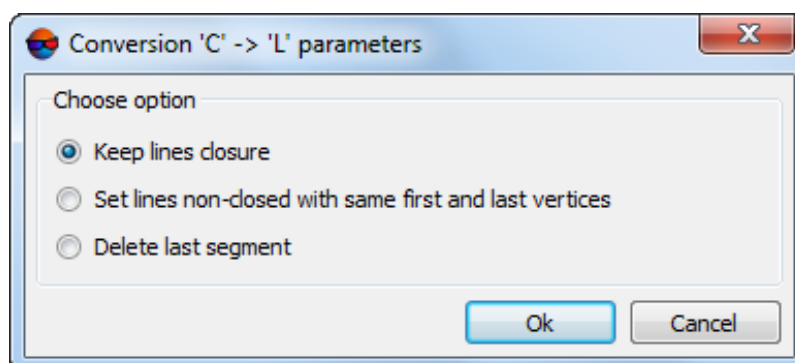 Conversion 'C' -> 'L' parameters
Choose option
Keep lines closure
Set lines non-closed with same first and last vertices
Delete last segment
Ok
Cancel